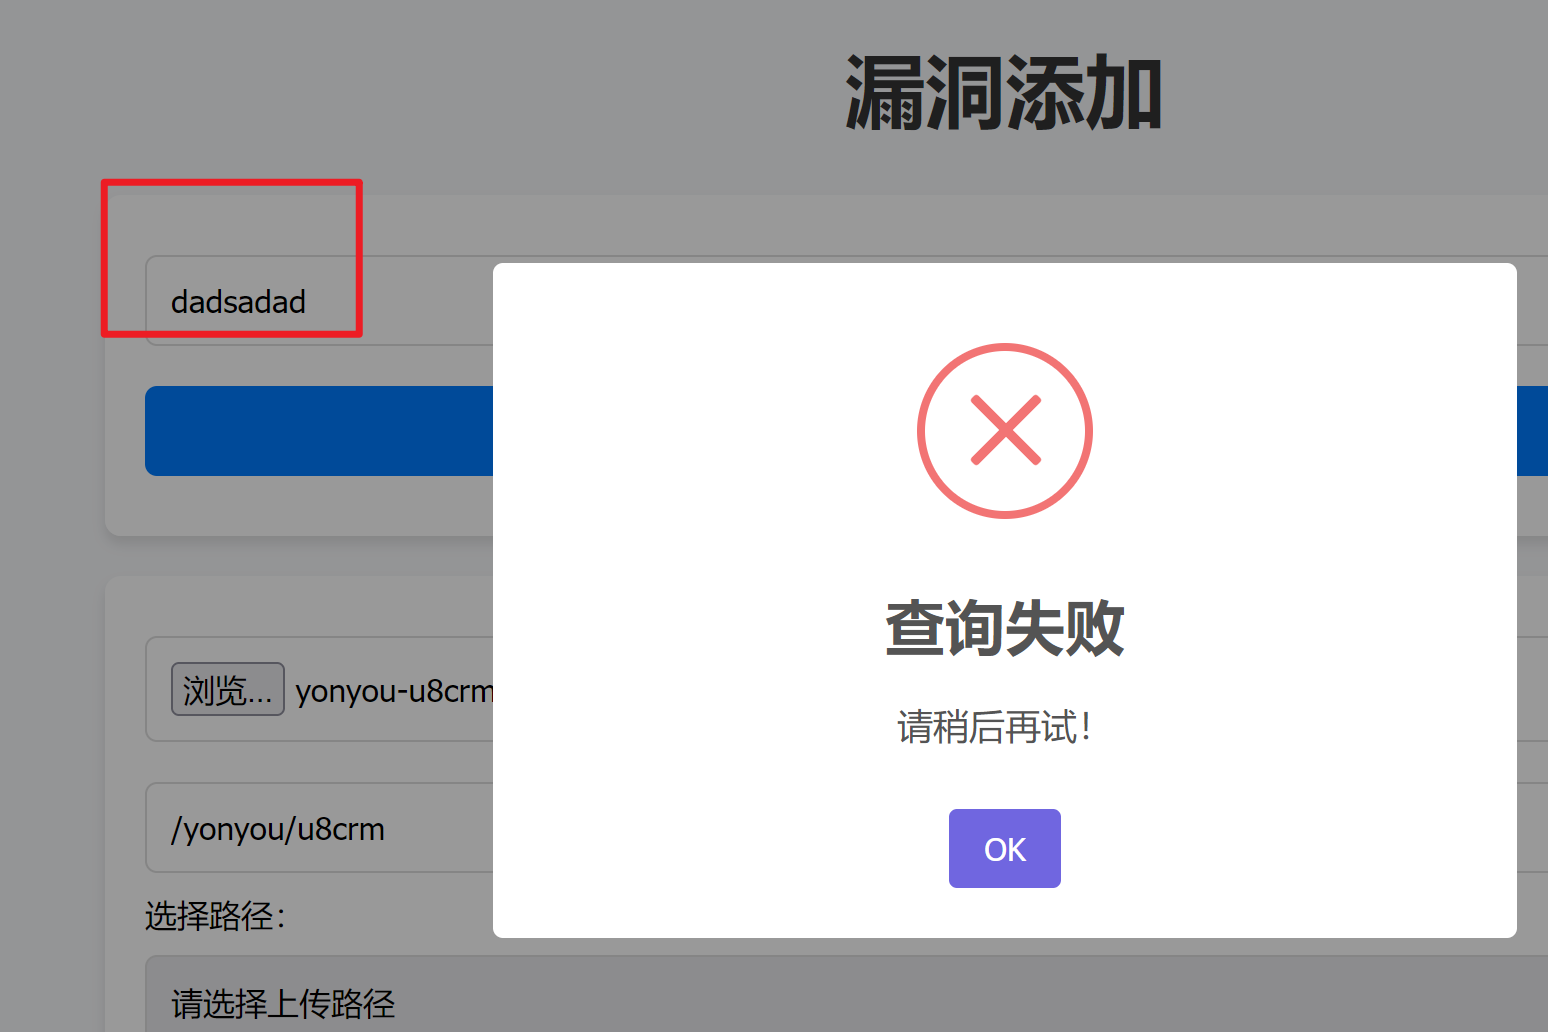 漏洞添加
dadsadad
查询失败
请稍后再试！
OK
浏览... yonyou-u8crm
/yonyou/u8crm
选择路径：
请选择上传路径